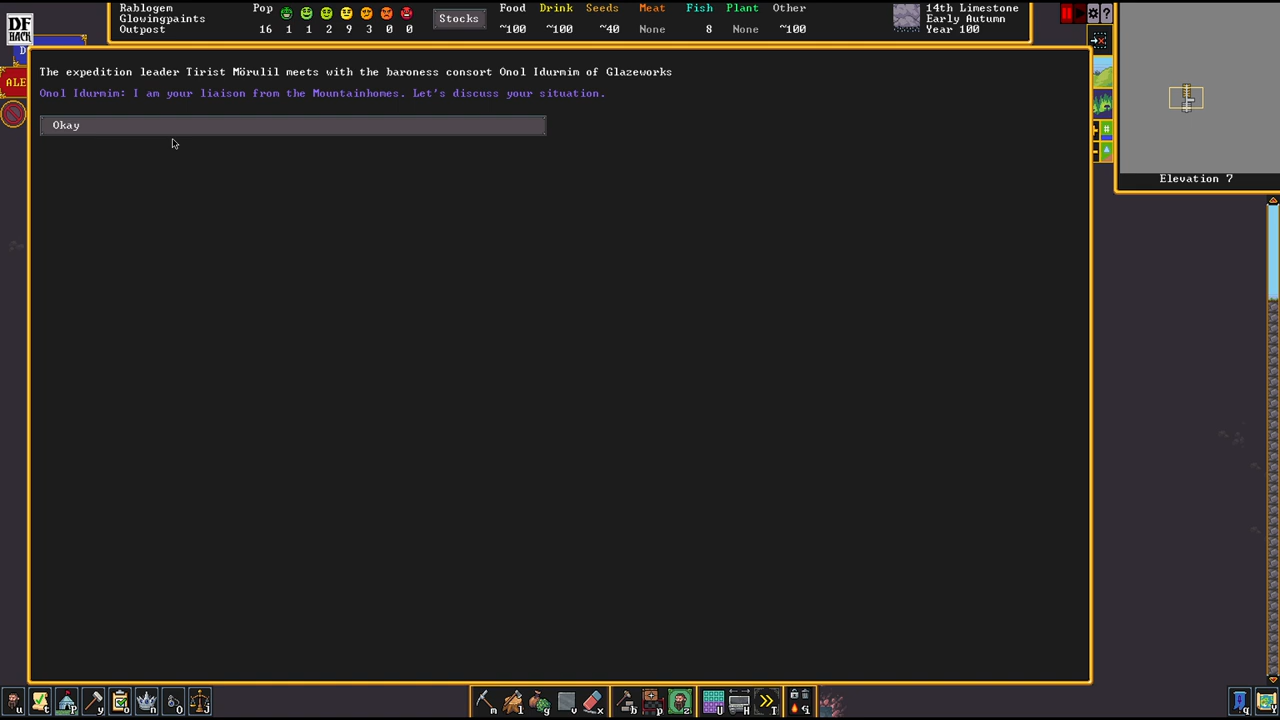 DF
HACK
Rablogem
Glowingpaints
Outpost
Pop
16 1 1 2 9 3 0 0
Stocks
Food Drink Seeds Meat Fish Plant Other
~100 ~100 ~40 None 8 None ~100
14th Limestone
Early Autumn
Year 100
?
D
ALE
The expedition leader Tirist Mörulil meets with the baroness consort Onol Idurmim of Glazeworks
Onol Idurmim: I am your liaison from the Mountainhomes. Let's discuss your situation.
Okay
Elevation 7
u t P y o n O J
m l g v x b p z U H T i
q